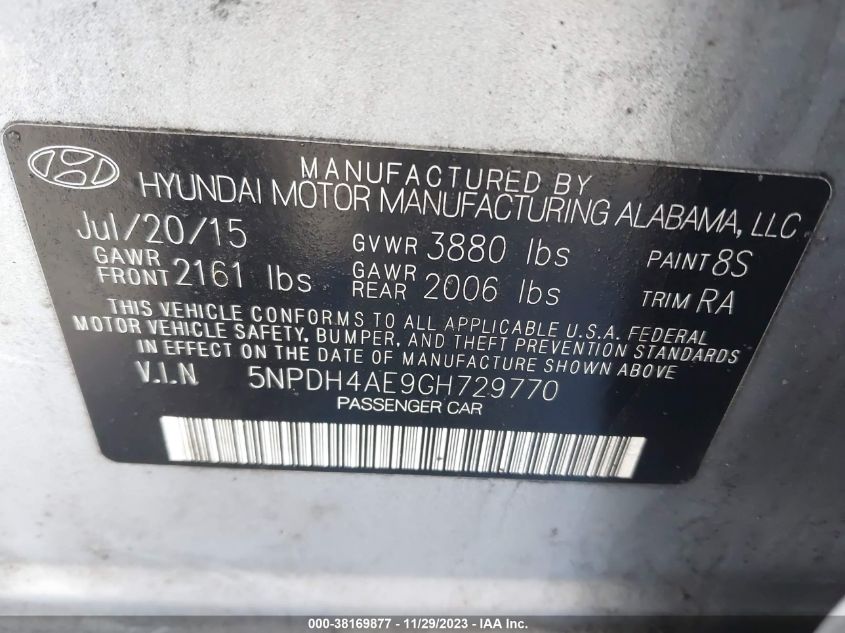 MANUFACTURED BY
HYUNDAI MOTOR MANUFACTURING ALABAMA, LLC
Jul/20/15 GVWR 3880 lbs PAINT 8S
GAWR FRONT 2161 lbs GAWR REAR 2006 lbs TRIM RA
THIS VEHICLE CONFORMS TO ALL APPLICABLE U.S.A. FEDERAL
MOTOR VEHICLE SAFETY, BUMPER, AND THEFT PREVENTION STANDARDS
IN EFFECT ON THE DATE OF MANUFACTURE SHOWN ABOVE
V.I.N 5NPDH4AE9GH729770
PASSENGER CAR
000-38169877 - 11/29/2023 - IAA Inc.